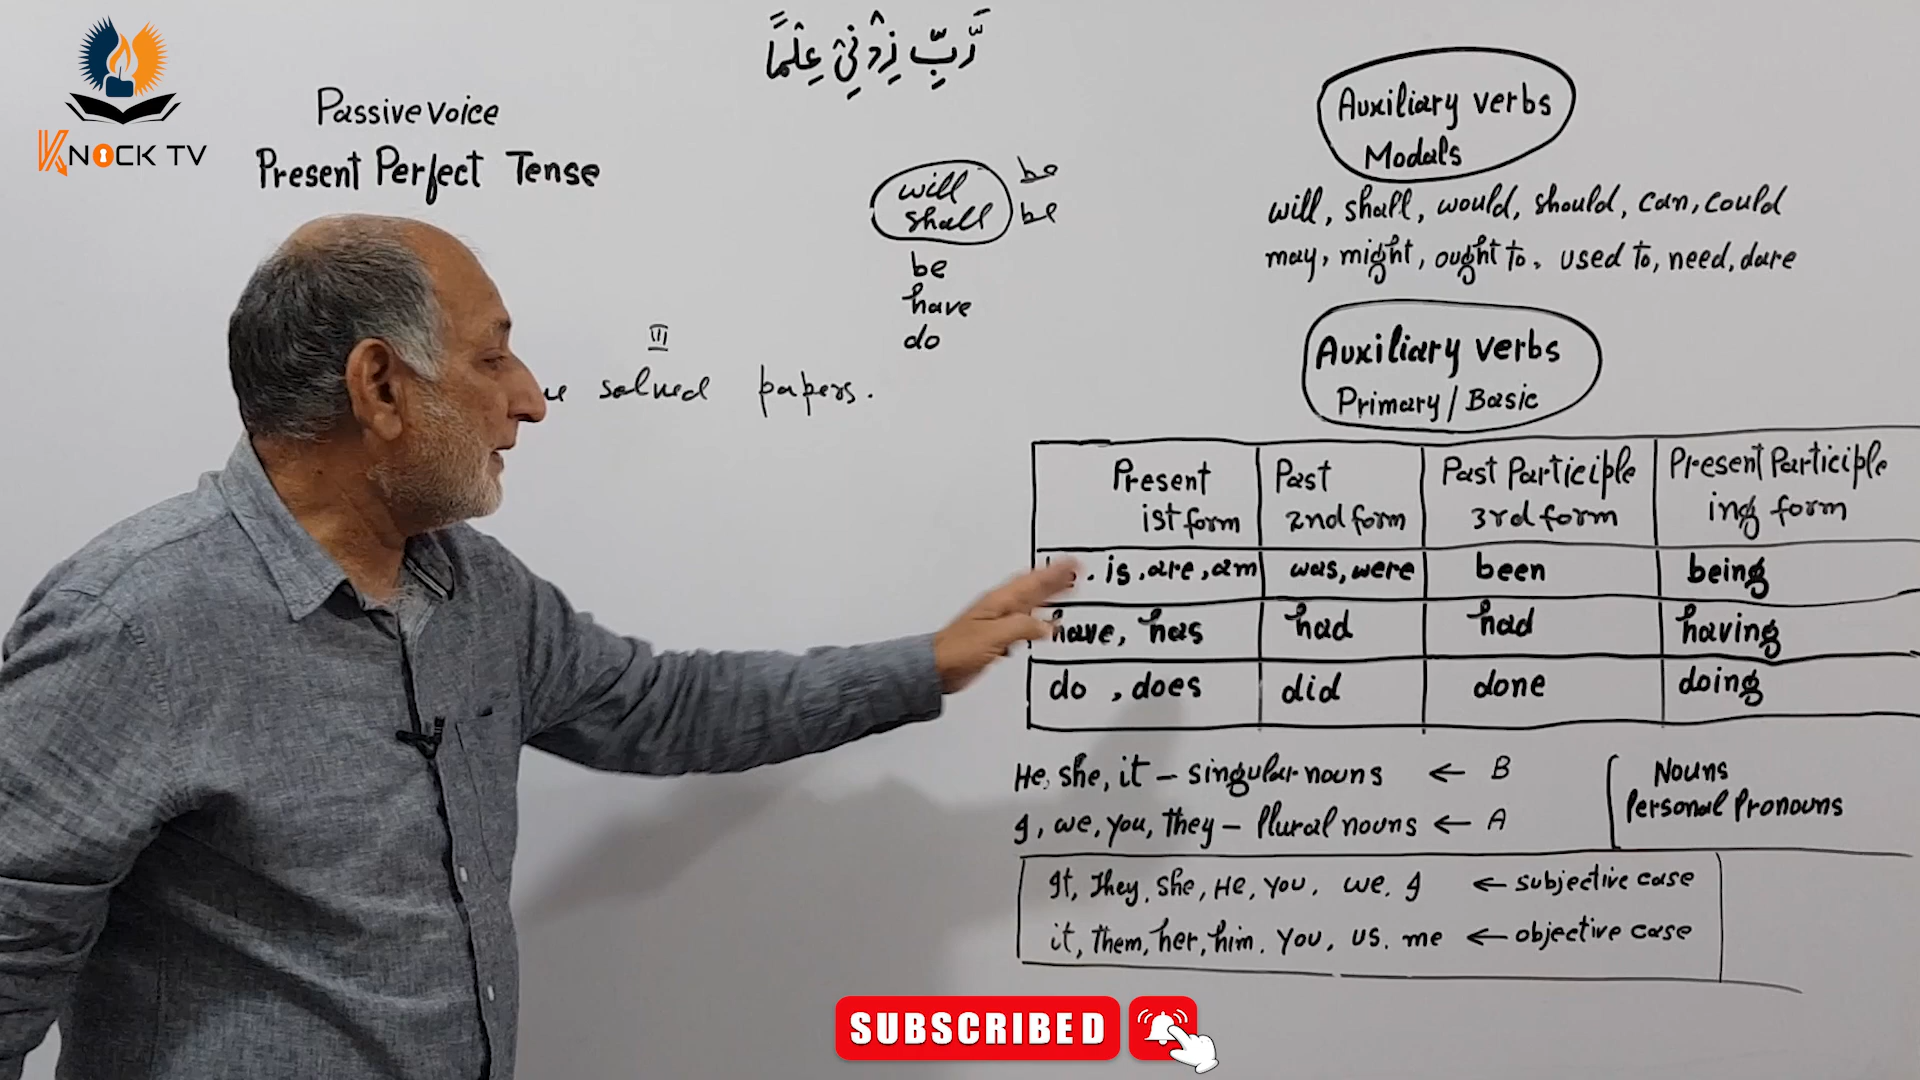 رَّبِّ زِدْنِيْ عِلْمًا
KNOCK TV
Passive voice
Present Perfect Tense
will be
shall be
be
have
do
III
solved papers.
Auxiliary verbs
Modals
will, shall, would, should, can, could
may, might, ought to, used to, need, dare
Auxiliary verbs
Primary / Basic
Present 1st form
Past 2nd form
Past Participle 3rd form
Present Participle ing form
is, are, am was, were been being
have, has had had having
do, does did done doing
He, she, it - singular nouns ← B
I, we, you, they - Plural nouns ← A
Nouns
Personal Pronouns
It, They, she, He, you, we, I ← subjective case
it, them, her, him, you, us, me ← objective case
SUBSCRIBED